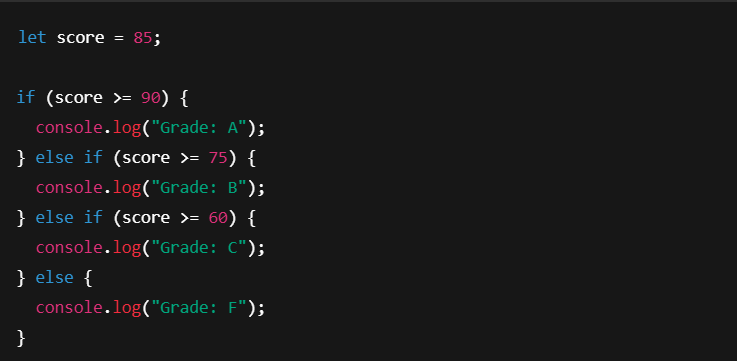 let score = 85;

if (score >= 90) {
  console.log("Grade: A");
} else if (score >= 75) {
  console.log("Grade: B");
} else if (score >= 60) {
  console.log("Grade: C");
} else {
  console.log("Grade: F");
}